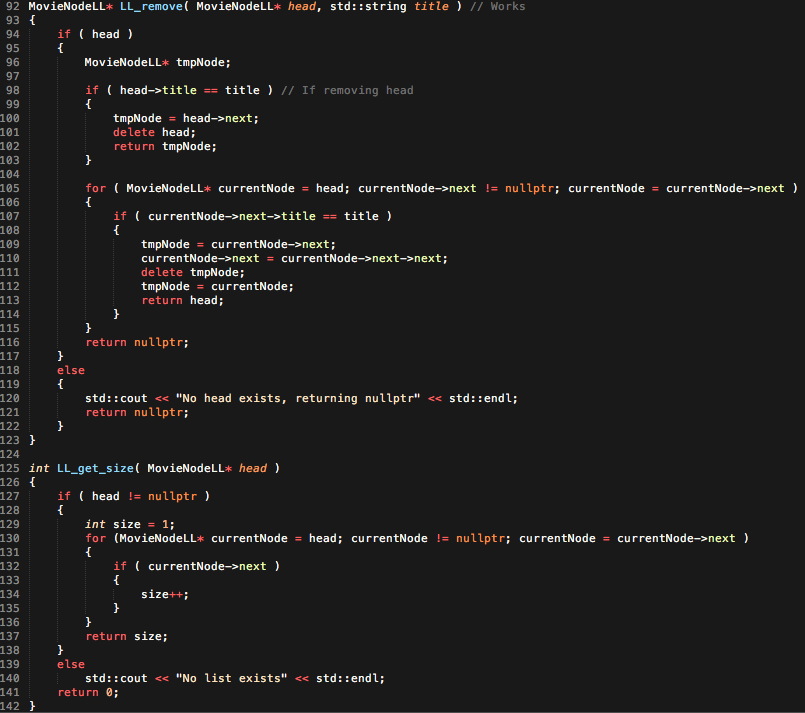 92 MovieNodeLL* LL_remove( MovieNodeLL* head, std::string title ) // Works
93 {
94     if ( head )
95     {
96         MovieNodeLL* tmpNode;
97
98         if ( head->title == title ) // If removing head
99         {
100             tmpNode = head->next;
101             delete head;
102             return tmpNode;
103         }
104
105         for ( MovieNodeLL* currentNode = head; currentNode->next != nullptr; currentNode = currentNode->next )
106         {
107             if ( currentNode->next->title == title )
108             {
109                 tmpNode = currentNode->next;
110                 currentNode->next = currentNode->next->next;
111                 delete tmpNode;
112                 tmpNode = currentNode;
113                 return head;
114             }
115         }
116         return nullptr;
117     }
118     else
119     {
120         std::cout << "No head exists, returning nullptr" << std::endl;
121         return nullptr;
122     }
123 }
124
125 int LL_get_size( MovieNodeLL* head )
126 {
127     if ( head != nullptr )
128     {
129         int size = 1;
130         for (MovieNodeLL* currentNode = head; currentNode != nullptr; currentNode = currentNode->next )
131         {
132             if ( currentNode->next )
133             {
134                 size++;
135             }
136         }
137         return size;
138     }
139     else
140         std::cout << "No list exists" << std::endl;
141     return 0;
142 }